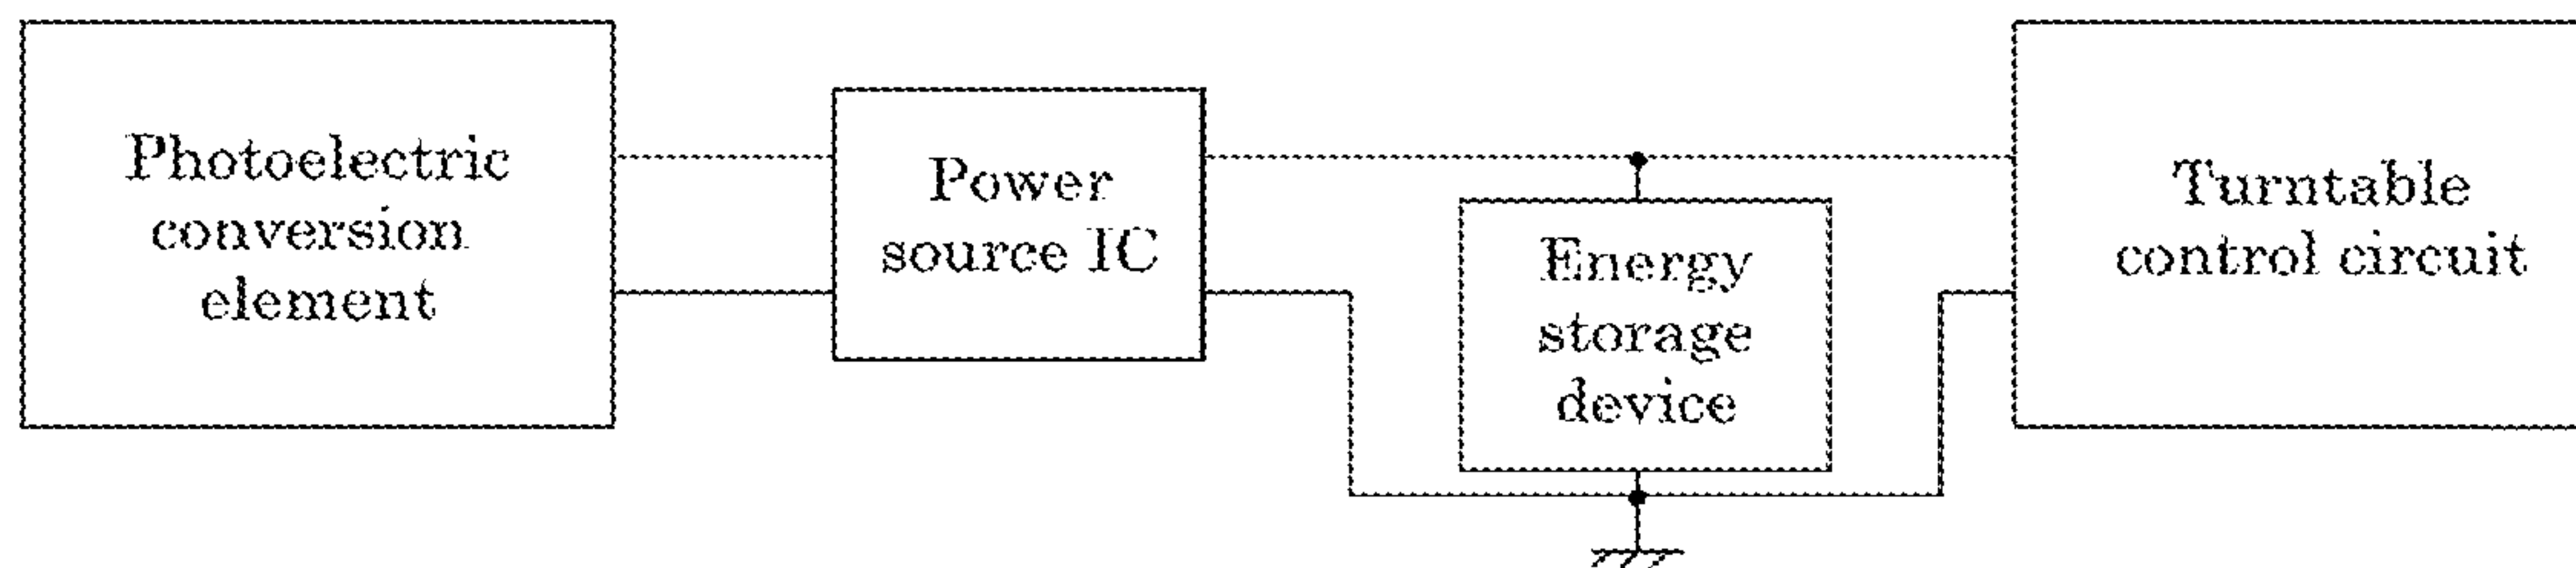 Photoelectric
conversion
element
Power
source IC
Energy
storage
device
Turntable
control circuit